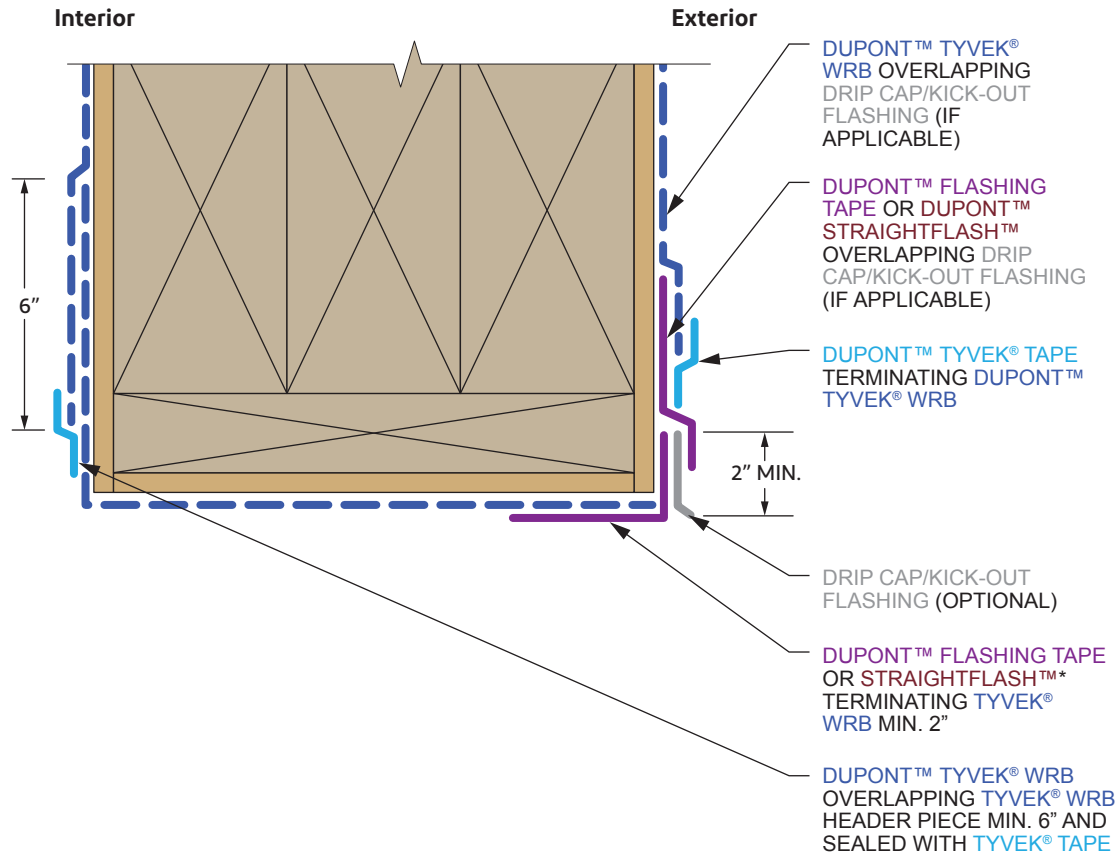 Interior
Exterior
DUPONT™ TYVEK®
WRB OVERLAPPING
DRIP CAP/KICK-OUT
FLASHING (IF
APPLICABLE)
DUPONT™ FLASHING
TAPE OR DUPONT™
STRAIGHTFLASH™
OVERLAPPING DRIP
CAP/KICK-OUT FLASHING
(IF APPLICABLE)
6”
DUPONT™ TYVEK® TAPE
TERMINATING DUPONT™
TYVEK® WRB
2” MIN.
DRIP CAP/KICK-OUT
FLASHING (OPTIONAL)
DUPONT™ FLASHING TAPE
OR STRAIGHTFLASH™*
TERMINATING TYVEK®
WRB MIN. 2”
DUPONT™ TYVEK® WRB
OVERLAPPING TYVEK® WRB
HEADER PIECE MIN. 6” AND
SEALED WITH TYVEK® TAPE